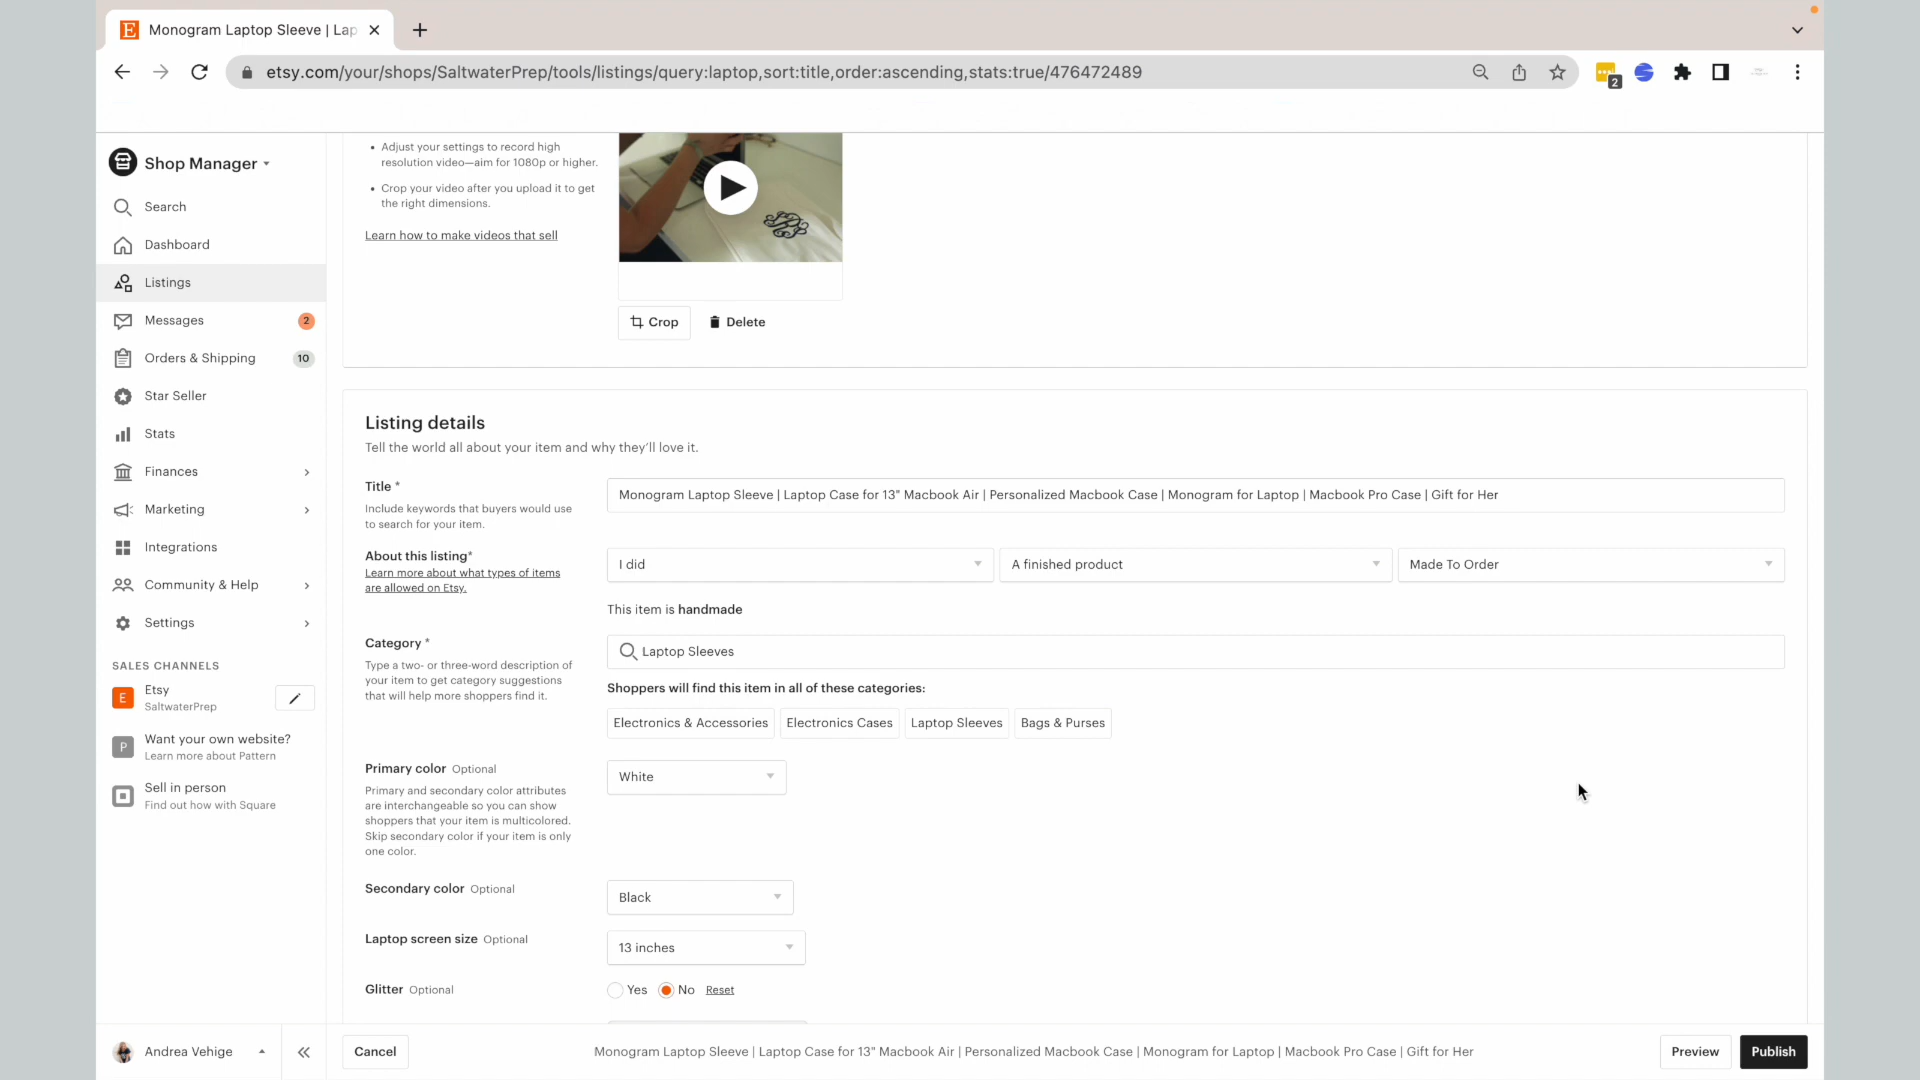 Monogram Laptop Sleeve | Lap
etsy.com/your/shops/SaltwaterPrep/tools/listings/query:laptop,sort:title,order:ascending,stats:true/476472489
2
Shop Manager
Search
Dashboard
Listings
Messages 2
Orders & Shipping 10
Star Seller
Stats
Finances
Marketing
Integrations
Community & Help
Settings
SALES CHANNELS
E Etsy
SaltwaterPrep
P Want your own website?
Learn more about Pattern
Sell in person
Find out how with Square
Andrea Vehige
• Adjust your settings to record high
resolution video—aim for 1080p or higher.
• Crop your video after you upload it to get
the right dimensions.
Learn how to make videos that sell
Crop Delete
Listing details
Tell the world all about your item and why they'll love it.
Title *
Include keywords that buyers would use
to search for your item.
Monogram Laptop Sleeve | Laptop Case for 13" Macbook Air | Personalized Macbook Case | Monogram for Laptop | Macbook Pro Case | Gift for Her
About this listing*
Learn more about what types of items
are allowed on Etsy.
I did A finished product Made To Order
This item is handmade
Category *
Type a two- or three-word description of
your item to get category suggestions
that will help more shoppers find it.
Laptop Sleeves
Shoppers will find this item in all of these categories:
Electronics & Accessories Electronics Cases Laptop Sleeves Bags & Purses
Primary color Optional
Primary and secondary color attributes
are interchangeable so you can show
shoppers that your item is multicolored.
Skip secondary color if your item is only
one color.
White
Secondary color Optional
Black
Laptop screen size Optional
13 inches
Glitter Optional
Yes No Reset
Cancel
Monogram Laptop Sleeve | Laptop Case for 13" Macbook Air | Personalized Macbook Case | Monogram for Laptop | Macbook Pro Case | Gift for Her
Preview Publish